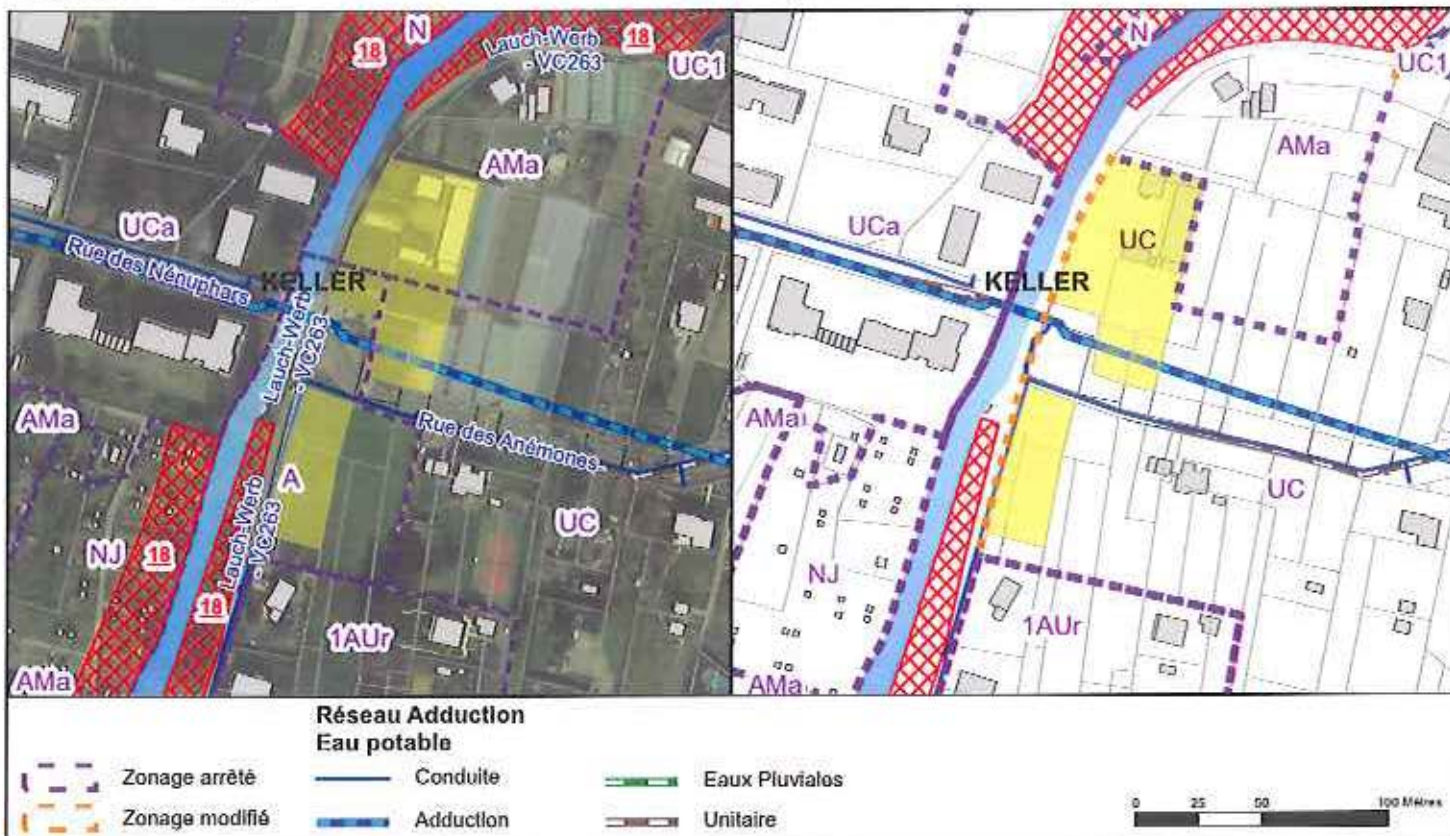 18
N
Lauch-Werb
- VC263
18
UC1
AMa
UCa
Rue des Nénuphars
KELLER
Lauch-Werb
- VC263
AMa
Rue des Anémones
A
UC
NJ
18
Lauch-Werb
- VC263
18
1AUr
AMa
N
UC1
AMa
UCa
UC
KELLER
AMa
UC
NJ
1AUr
AMa
Réseau Adduction
Eau potable
Zonage arrêté
Conduite
Eaux Pluviales
Zonage modifié
Adduction
Unitaire
0 25 50 100 Mètres